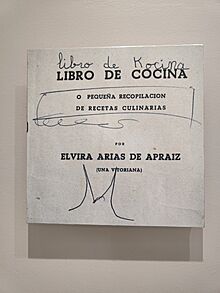 libro de Kocina
LIBRO DE COCINA
O PEQUEÑA RECOPILACION
DE RECETAS CULINARIAS
POR
ELVIRA ARIAS DE APRAIZ
(UNA VITORIANA)